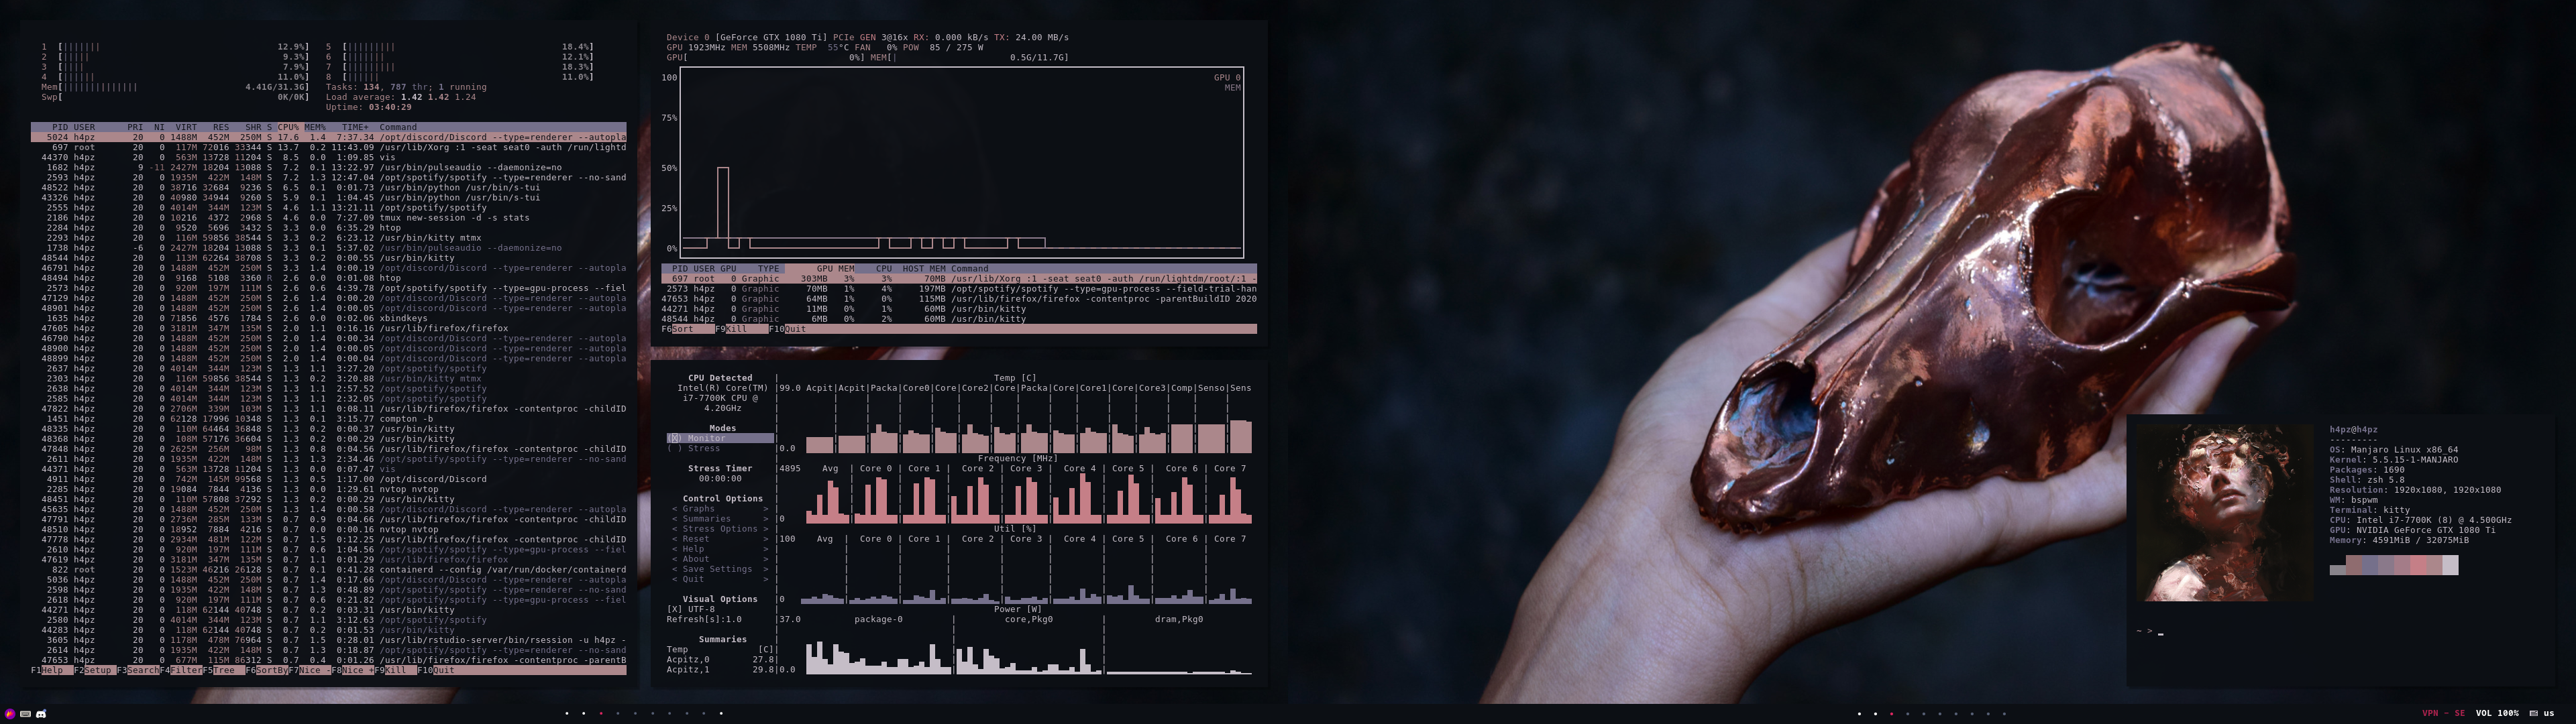 1 [||||||| 12.9%] 5 [||||||||| 18.4%]
2 [||||| 9.3%] 6 [||||||| 12.1%]
3 [|||| 7.9%] 7 [||||||||| 18.3%]
4 [|||||| 11.0%] 8 [|||||| 11.0%]
Mem[|||||||||||||| 4.41G/31.3G] Tasks: 134, 787 thr; 1 running
Swp[ 0K/0K] Load average: 1.42 1.42 1.24
Uptime: 03:40:29
PID USER PRI NI VIRT RES SHR S CPU% MEM% TIME+ Command
5024 h4pz 20 0 1488M 452M 250M S 17.6 1.4 7:37.34 /opt/discord/Discord --type=renderer --autopla
697 root 20 0 117M 72016 33344 S 13.7 0.2 11:43.09 /usr/lib/Xorg :1 -seat seat0 -auth /run/lightd
44370 h4pz 20 0 563M 13728 11204 S 8.5 0.0 1:09.85 vis
1682 h4pz 9 -11 2427M 18204 13088 S 7.2 0.1 13:22.97 /usr/bin/pulseaudio --daemonize=no
2593 h4pz 20 0 1935M 422M 148M S 7.2 1.3 12:47.04 /opt/spotify/spotify --type=renderer --no-sand
48522 h4pz 20 0 38716 32684 9236 S 6.5 0.1 0:01.73 /usr/bin/python /usr/bin/s-tui
43326 h4pz 20 0 40980 34944 9260 S 5.9 0.1 1:04.45 /usr/bin/python /usr/bin/s-tui
2555 h4pz 20 0 4014M 344M 123M S 4.6 1.1 13:21.11 /opt/spotify/spotify
2186 h4pz 20 0 10216 4372 2968 S 4.6 0.0 7:27.09 tmux new-session -d -s stats
2284 h4pz 20 0 9520 5696 3432 S 3.3 0.0 6:35.29 htop
2293 h4pz 20 0 116M 59856 38544 S 3.3 0.2 6:23.12 /usr/bin/kitty mtmx
1738 h4pz -6 0 2427M 18204 13088 S 3.3 0.1 5:37.02 /usr/bin/pulseaudio --daemonize=no
48544 h4pz 20 0 113M 62264 38708 S 3.3 0.2 0:00.55 /usr/bin/kitty
46791 h4pz 20 0 1488M 452M 250M S 3.3 1.4 0:00.19 /opt/discord/Discord --type=renderer --autopla
48494 h4pz 20 0 9168 5108 3360 R 2.6 0.0 0:01.08 htop
2573 h4pz 20 0 920M 197M 111M S 2.6 0.6 4:39.78 /opt/spotify/spotify --type=gpu-process --fiel
47129 h4pz 20 0 1488M 452M 250M S 2.6 1.4 0:00.20 /opt/discord/Discord --type=renderer --autopla
48901 h4pz 20 0 1488M 452M 250M S 2.6 1.4 0:00.05 /opt/discord/Discord --type=renderer --autopla
1635 h4pz 20 0 71856 4576 1784 S 2.6 0.0 0:02.06 xbindkeys
47605 h4pz 20 0 3181M 347M 135M S 2.0 1.1 0:16.16 /usr/lib/firefox/firefox
46790 h4pz 20 0 1488M 452M 250M S 2.0 1.4 0:00.34 /opt/discord/Discord --type=renderer --autopla
48900 h4pz 20 0 1488M 452M 250M S 2.0 1.4 0:00.05 /opt/discord/Discord --type=renderer --autopla
48899 h4pz 20 0 1488M 452M 250M S 2.0 1.4 0:00.04 /opt/discord/Discord --type=renderer --autopla
2637 h4pz 20 0 4014M 344M 123M S 1.3 1.1 3:27.20 /opt/spotify/spotify
2303 h4pz 20 0 116M 59856 38544 S 1.3 0.2 3:20.88 /usr/bin/kitty mtmx
2638 h4pz 20 0 4014M 344M 123M S 1.3 1.1 2:57.52 /opt/spotify/spotify
2585 h4pz 20 0 4014M 344M 123M S 1.3 1.1 2:32.05 /opt/spotify/spotify
47822 h4pz 20 0 2706M 339M 103M S 1.3 1.1 0:08.11 /usr/lib/firefox/firefox -contentproc -childID
1451 h4pz 20 0 62128 17996 10348 S 1.3 0.1 3:15.77 compton -b
48335 h4pz 20 0 110M 64464 36848 S 1.3 0.2 0:00.37 /usr/bin/kitty
48368 h4pz 20 0 108M 57176 36604 S 1.3 0.2 0:00.29 /usr/bin/kitty
47848 h4pz 20 0 2625M 256M 98M S 1.3 0.8 0:04.56 /usr/lib/firefox/firefox -contentproc -childID
2611 h4pz 20 0 1935M 422M 148M S 1.3 1.3 2:34.46 /opt/spotify/spotify --type=renderer --no-sand
44371 h4pz 20 0 563M 13728 11204 S 1.3 0.0 0:07.47 vis
4911 h4pz 20 0 742M 145M 99568 S 1.3 0.5 1:17.00 /opt/discord/Discord
2285 h4pz 20 0 19084 7844 4136 S 1.3 0.0 1:29.61 nvtop nvtop
48451 h4pz 20 0 110M 57808 37292 S 1.3 0.2 0:00.29 /usr/bin/kitty
45635 h4pz 20 0 1488M 452M 250M S 1.3 1.4 0:00.58 /opt/discord/Discord --type=renderer --autopla
47791 h4pz 20 0 2736M 285M 133M S 0.7 0.9 0:04.66 /usr/lib/firefox/firefox -contentproc -childID
48510 h4pz 20 0 18952 7884 4216 S 0.7 0.0 0:00.16 nvtop nvtop
47778 h4pz 20 0 2934M 481M 122M S 0.7 1.5 0:12.25 /usr/lib/firefox/firefox -contentproc -childID
2610 h4pz 20 0 920M 197M 111M S 0.7 0.6 1:04.56 /opt/spotify/spotify --type=gpu-process --fiel
47619 h4pz 20 0 3181M 347M 135M S 0.7 1.1 0:01.29 /usr/lib/firefox/firefox
822 root 20 0 1523M 46216 26128 S 0.7 0.1 0:41.28 containerd --config /var/run/docker/containerd
5036 h4pz 20 0 1488M 452M 250M S 0.7 1.4 0:17.66 /opt/discord/Discord --type=renderer --autopla
2598 h4pz 20 0 1935M 422M 148M S 0.7 1.3 0:48.89 /opt/spotify/spotify --type=renderer --no-sand
2618 h4pz 20 0 920M 197M 111M S 0.7 0.6 0:21.82 /opt/spotify/spotify --type=gpu-process --fiel
44271 h4pz 20 0 118M 62144 40748 S 0.7 0.2 0:03.31 /usr/bin/kitty
2580 h4pz 20 0 4014M 344M 123M S 0.7 1.1 3:12.63 /opt/spotify/spotify
44283 h4pz 20 0 118M 62144 40748 S 0.7 0.2 0:01.53 /usr/bin/kitty
3605 h4pz 20 0 1178M 478M 76964 S 0.7 1.5 0:28.01 /usr/lib/rstudio-server/bin/rsession -u h4pz -
2614 h4pz 20 0 1935M 422M 148M S 0.7 1.3 0:18.87 /opt/spotify/spotify --type=renderer --no-sand
47653 h4pz 20 0 677M 115M 86312 S 0.7 0.4 0:01.26 /usr/lib/firefox/firefox -contentproc -parentB
F1Help F2Setup F3SearchF4FilterF5Tree F6SortByF7Nice -F8Nice +F9Kill F10Quit
Device 0 [GeForce GTX 1080 Ti] PCIe GEN 3@16x RX: 0.000 kB/s TX: 24.00 MB/s
GPU 1923MHz MEM 5508MHz TEMP 55°C FAN 0% POW 85 / 275 W
GPU[ 0%] MEM[| 0.5G/11.7G]
100 GPU 0
MEM
75%
50%
25%
0%
PID USER GPU TYPE GPU MEM CPU HOST MEM Command
697 root 0 Graphic 303MB 3% 3% 70MB /usr/lib/Xorg :1 -seat seat0 -auth /run/lightdm/root/:1 -
2573 h4pz 0 Graphic 70MB 1% 4% 197MB /opt/spotify/spotify --type=gpu-process --field-trial-han
47653 h4pz 0 Graphic 64MB 1% 0% 115MB /usr/lib/firefox/firefox -contentproc -parentBuildID 2020
44271 h4pz 0 Graphic 11MB 0% 1% 60MB /usr/bin/kitty
48544 h4pz 0 Graphic 6MB 0% 2% 60MB /usr/bin/kitty
F6Sort F9Kill F10Quit
CPU Detected | Temp [C]
Intel(R) Core(TM) |99.0 Acpit|Acpit|Packa|Core0|Core|Core2|Core|Packa|Core|Core1|Core|Core3|Comp|Senso|Sens
i7-7700K CPU @
4.20GHz
Modes
(X) Monitor
( ) Stress |0.0
Frequency [MHz]
Stress Timer |4895 Avg | Core 0 | Core 1 | Core 2 | Core 3 | Core 4 | Core 5 | Core 6 | Core 7
00:00:00
Control Options
< Graphs >
< Summaries > |0
< Stress Options > Util [%]
< Reset > |100 Avg | Core 0 | Core 1 | Core 2 | Core 3 | Core 4 | Core 5 | Core 6 | Core 7
< Help >
< About >
< Save Settings >
< Quit >
Visual Options |0
[X] UTF-8 Power [W]
Refresh[s]:1.0 |37.0 package-0 | core,Pkg0 | dram,Pkg0
Summaries
Temp [C]|
Acpitz,0 27.8|
Acpitz,1 29.8|0.0
h4pz@h4pz
---------
OS: Manjaro Linux x86_64
Kernel: 5.5.15-1-MANJARO
Packages: 1690
Shell: zsh 5.8
Resolution: 1920x1080, 1920x1080
WM: bspwm
Terminal: kitty
CPU: Intel i7-7700K (8) @ 4.500GHz
GPU: NVIDIA GeForce GTX 1080 Ti
Memory: 4591MiB / 32075MiB
~ > _
VPN – SE VOL 100% us